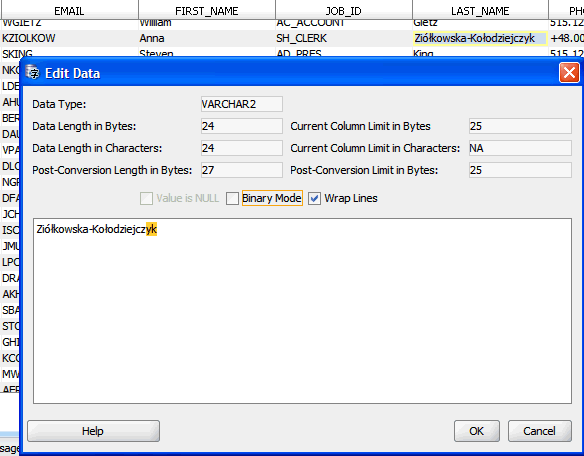 EMAIL FIRST_NAME JOB_ID LAST_NAME PH
WGIETZ William AC_ACCOUNT Gietz 515.12
KZIOLKOW Anna SH_CLERK Ziółkowska-Kołodziejczyk +48.00
SKING Steven AD_PRES King 515.12
NKO
LDE
AHU
BER
DAU
VPA
DLO
NGR
DFA
JCH
ISC
JMU
LPO
DRA
AKH
SBA
STO
GHI
KCO
MW
AER
Edit Data
Data Type: VARCHAR2
Data Length in Bytes: 24 Current Column Limit in Bytes 25
Data Length in Characters: 24 Current Column Limit in Characters: NA
Post-Conversion Length in Bytes: 27 Post-Conversion Limit in Bytes: 25
Value is NULL Binary Mode Wrap Lines
Ziółkowska-Kołodziejczyk
Help OK Cancel
sage